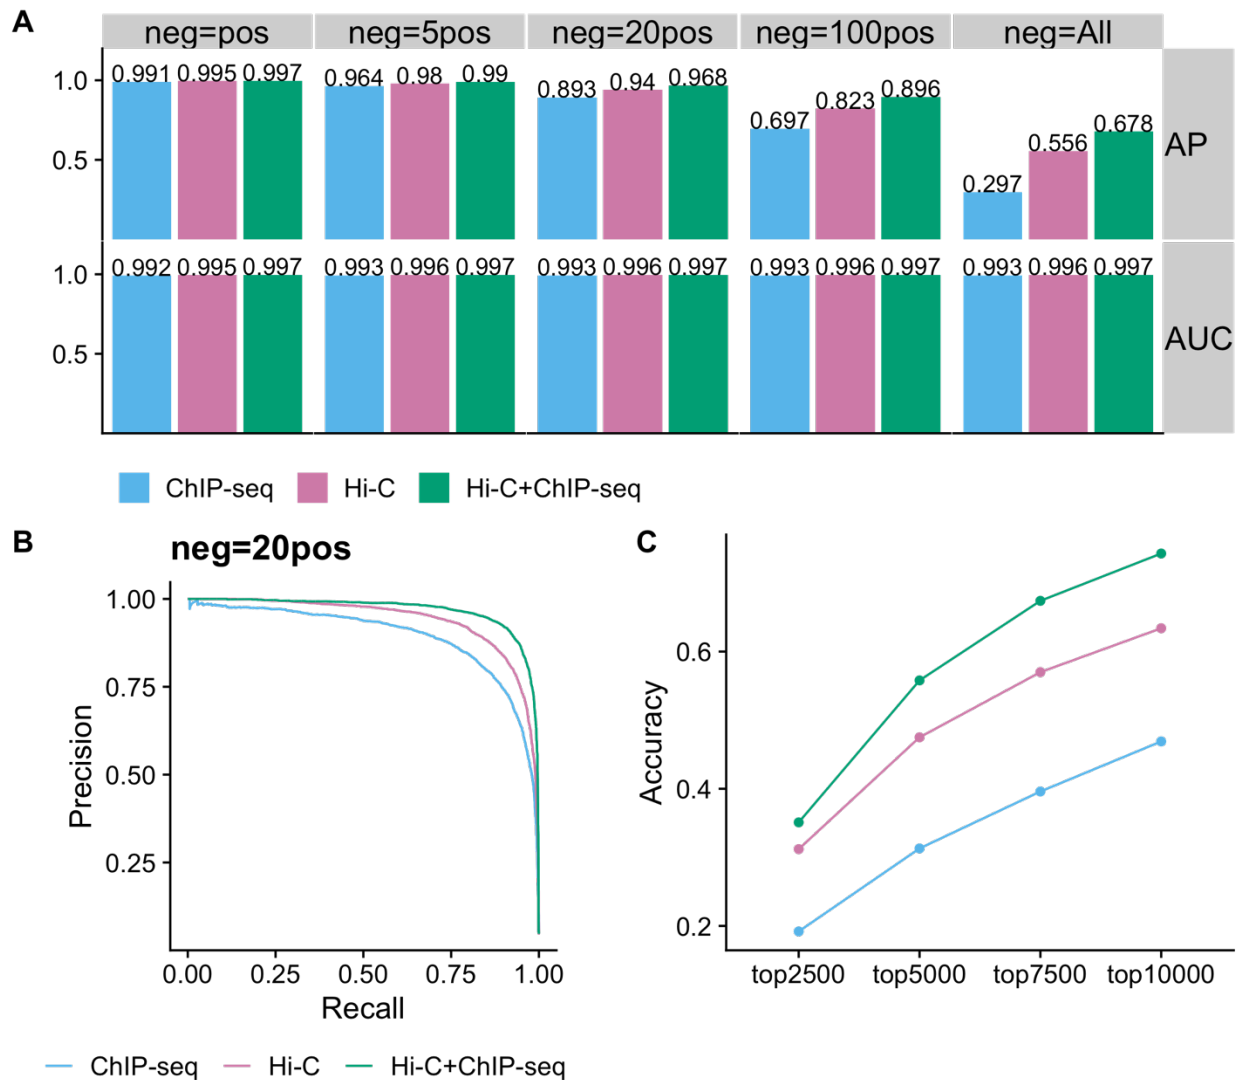 A
neg=pos neg=5pos neg=20pos neg=100pos neg=All
1.0 0.991 0.995 0.997 0.964 0.98 0.99 0.893 0.94 0.968 0.697 0.823 0.896 0.297 0.556 0.678
0.5
AP
1.0 0.992 0.995 0.997 0.993 0.996 0.997 0.993 0.996 0.997 0.993 0.996 0.997 0.993 0.996 0.997
0.5
AUC
ChIP-seq Hi-C Hi-C+ChIP-seq
B
neg=20pos
1.00
0.75
0.50
0.25
Precision
0.00 0.25 0.50 0.75 1.00
Recall
ChIP-seq Hi-C Hi-C+ChIP-seq
C
0.6
0.4
0.2
Accuracy
top2500 top5000 top7500 top10000